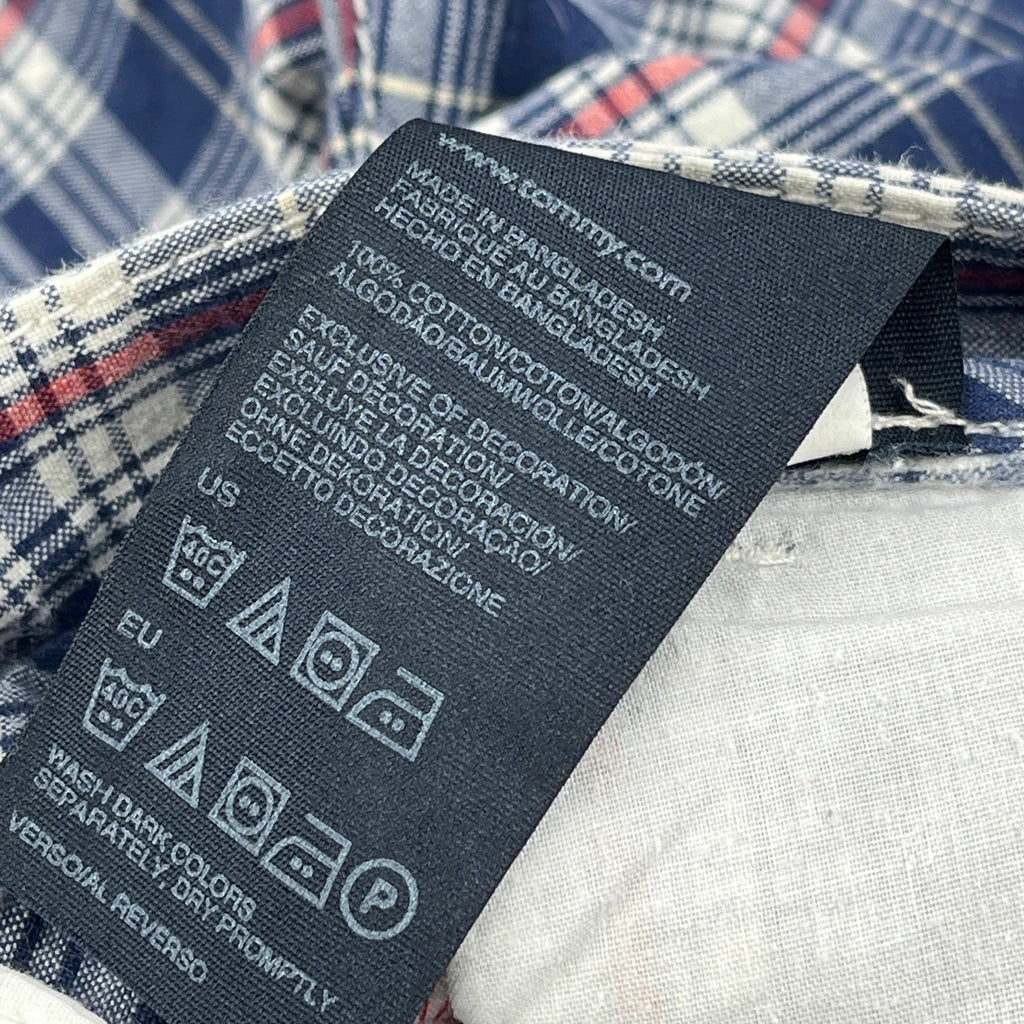 www.tommy.com
MADE IN BANGLADESH
FABRIQUÉ AU BANGLADESH
HECHO EN BANGLADESH
100% COTTON/COTON/ALGODÓN/
ALGODÃO/BAUMWOLLE/COTONE
EXCLUSIVE OF DECORATION/
SAUF DÉCORATION/
EXCLUYE LA DECORACIÓN/
EXCLUINDO DECORAÇÃO/
OHNE DEKORATION/
ECCETTO DECORAZIONE
US
40C
EU
40C
P
WASH DARK COLORS
SEPARATELY, DRY PROMPTLY
VERSO/AL REVERSO